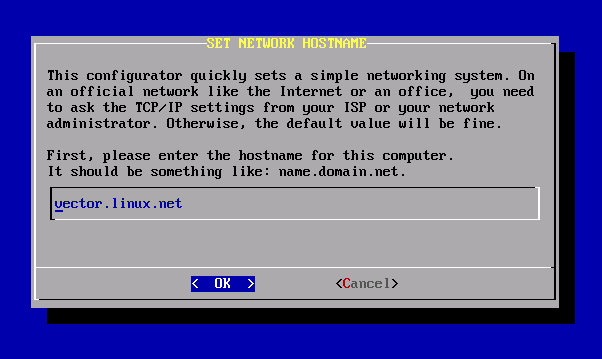 SET NETWORK HOSTNAME
This configurator quickly sets a simple networking system. On
an official network like the Internet or an office,  you need
to ask the TCP/IP settings from your ISP or your network
administrator. Otherwise, the default value will be fine.
First, please enter the hostname for this computer.
It should be something like: name.domain.net.
vector.linux.net
<  OK  > <Cancel>